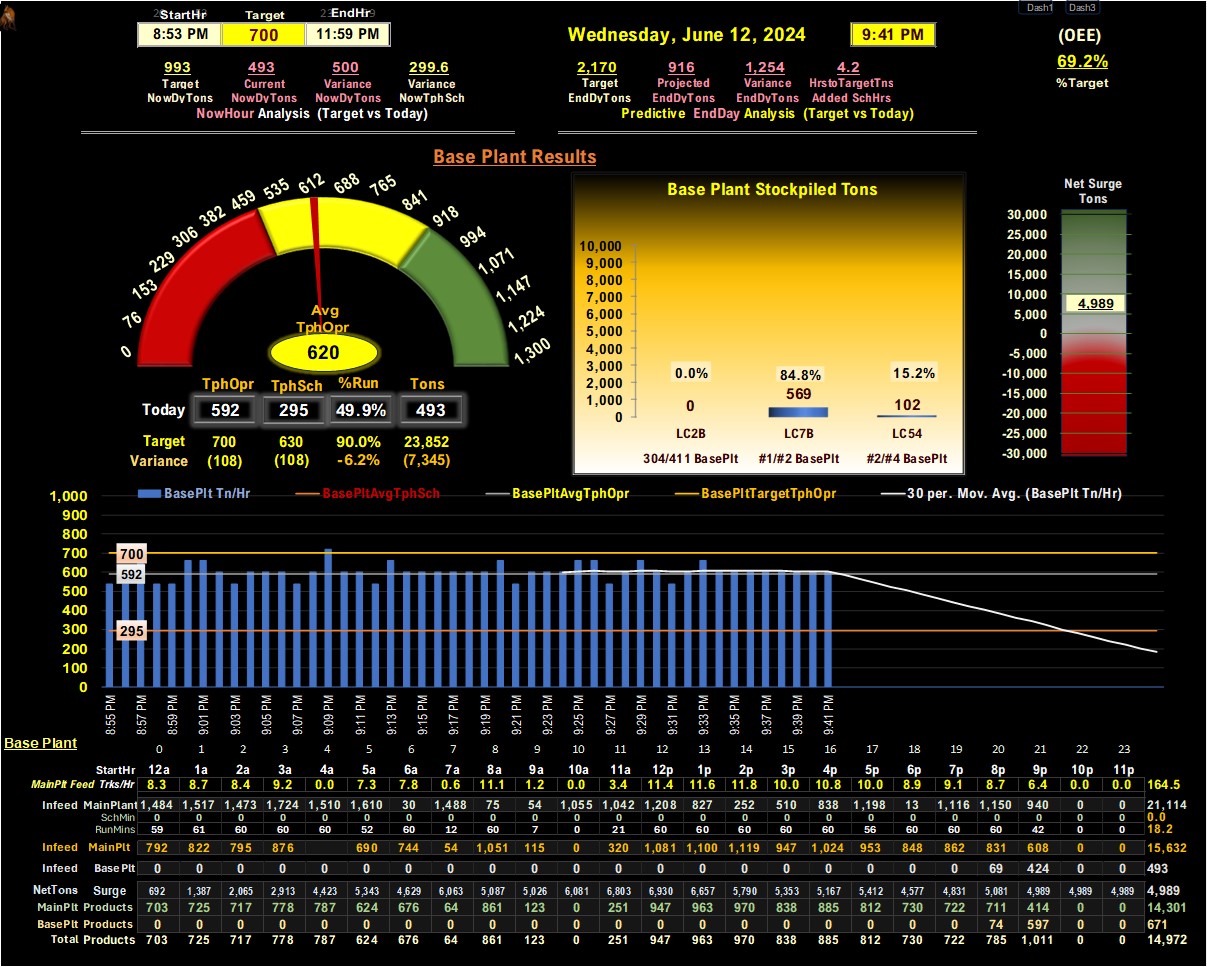 Dash1 Dash3
StartHr Target EndHr
8:53 PM 700 11:59 PM
Wednesday, June 12, 2024 9:41 PM
(OEE)
69.2%
%Target
993 493 500 299.6
Target Current Variance Variance
NowDyTons NowDyTons NowDyTons NowTphSch
NowHour Analysis (Target vs Today)
2,170 916 1,254 4.2
Target Projected Variance HrstoTargetTns
EndDyTons EndDyTons EndDyTons Added SchHrs
Predictive EndDay Analysis (Target vs Today)
Base Plant Results
0 76 153 229 306 382 459 535 612 688 765 841 918 994 1,071 1,147 1,224 1,300
Avg
TphOpr
620
TphOpr TphSch %Run Tons
Today 592 295 49.9% 493
Target 700 630 90.0% 23,852
Variance (108) (108) -6.2% (7,345)
Base Plant Stockpiled Tons
10,000
9,000
8,000
7,000
6,000
5,000
4,000
3,000
2,000
1,000
0
0.0% 84.8% 15.2%
0 569 102
LC2B LC7B LC54
304/411 BasePlt #1/#2 BasePlt #2/#4 BasePlt
Net Surge
Tons
30,000
25,000
20,000
15,000
10,000
5,000
0
-5,000
-10,000
-15,000
-20,000
-25,000
-30,000
4,989
BasePlt Tn/Hr BasePltAvgTphSch BasePltAvgTphOpr BasePltTargetTphOpr 30 per. Mov. Avg. (BasePlt Tn/Hr)
1,000
900
800
700
600
500
400
300
200
100
0
700
592
295
8:55 PM 8:57 PM 8:59 PM 9:01 PM 9:03 PM 9:05 PM 9:07 PM 9:09 PM 9:11 PM 9:13 PM 9:15 PM 9:17 PM 9:19 PM 9:21 PM 9:23 PM 9:25 PM 9:27 PM 9:29 PM 9:31 PM 9:33 PM 9:35 PM 9:37 PM 9:39 PM 9:41 PM
Base Plant
0 1 2 3 4 5 6 7 8 9 10 11 12 13 14 15 16 17 18 19 20 21 22 23
StartHr 12a 1a 2a 3a 4a 5a 6a 7a 8a 9a 10a 11a 12p 1p 2p 3p 4p 5p 6p 7p 8p 9p 10p 11p
MainPlt Feed Trks/Hr 8.3 8.7 8.4 9.2 0.0 7.3 7.8 0.6 11.1 1.2 0.0 3.4 11.4 11.6 11.8 10.0 10.8 10.0 8.9 9.1 8.7 6.4 0.0 0.0 164.5
Infeed MainPlant 1,484 1,517 1,473 1,724 1,510 1,610 30 1,488 75 54 1,055 1,042 1,208 827 252 510 838 1,198 13 1,116 1,150 940 0 0 21,114
SchMin 0 0 0 0 0 0 0 0 0 0 0 0 0 0 0 0 0 0 0 0 0 0 0 0 0.0
RunMins 59 61 60 60 60 52 60 12 60 7 0 21 60 60 60 60 60 56 60 60 60 42 0 0 18.2
Infeed MainPlt 792 822 795 876 690 744 54 1,051 115 0 320 1,081 1,100 1,119 947 1,024 953 848 862 831 608 0 0 15,632
Infeed Base Plt 0 0 0 0 0 0 0 0 0 0 0 0 0 0 0 0 0 0 0 0 69 424 0 0 493
NetTons Surge 692 1,387 2,065 2,913 4,423 5,343 4,629 6,063 5,087 5,026 6,081 6,803 6,930 6,657 5,790 5,353 5,167 5,412 4,577 4,831 5,081 4,989 4,989 4,989 4,989
MainPlt Products 703 725 717 778 787 624 676 64 861 123 0 251 947 963 970 838 885 812 730 722 711 414 0 0 14,301
BasePlt Products 0 0 0 0 0 0 0 0 0 0 0 0 0 0 0 0 0 0 0 0 74 597 0 0 671
Total Products 703 725 717 778 787 624 676 64 861 123 0 251 947 963 970 838 885 812 730 722 785 1,011 0 0 14,972